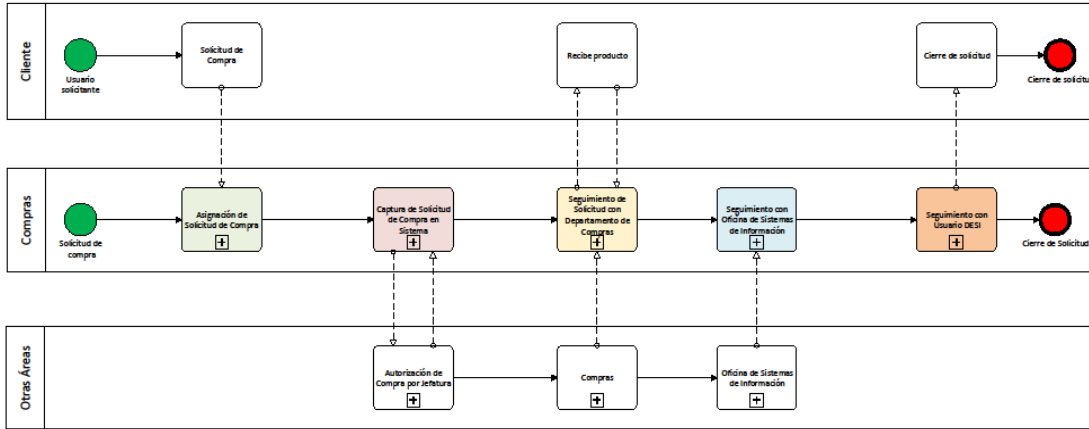 Cliente
Usuario
solicitante
Solicitud de
Compra
Recibe producto
Cierre de solicitud
Cierre de solicitu
Compras
Solicitud de
compra
Asignación de
Solicitud de Compra
Captura de Solicitud
de Compra en
Sistema
Seguimiento de
Solicitud con
Departamento de
Compras
Seguimiento con
Oficina de Sistemas
de Información
Seguimiento con
Usuario DESI
Cierre de Solicitud
Otras Áreas
Autorización de
Compra por Jefatura
Compras
Oficina de Sistemas
de Información